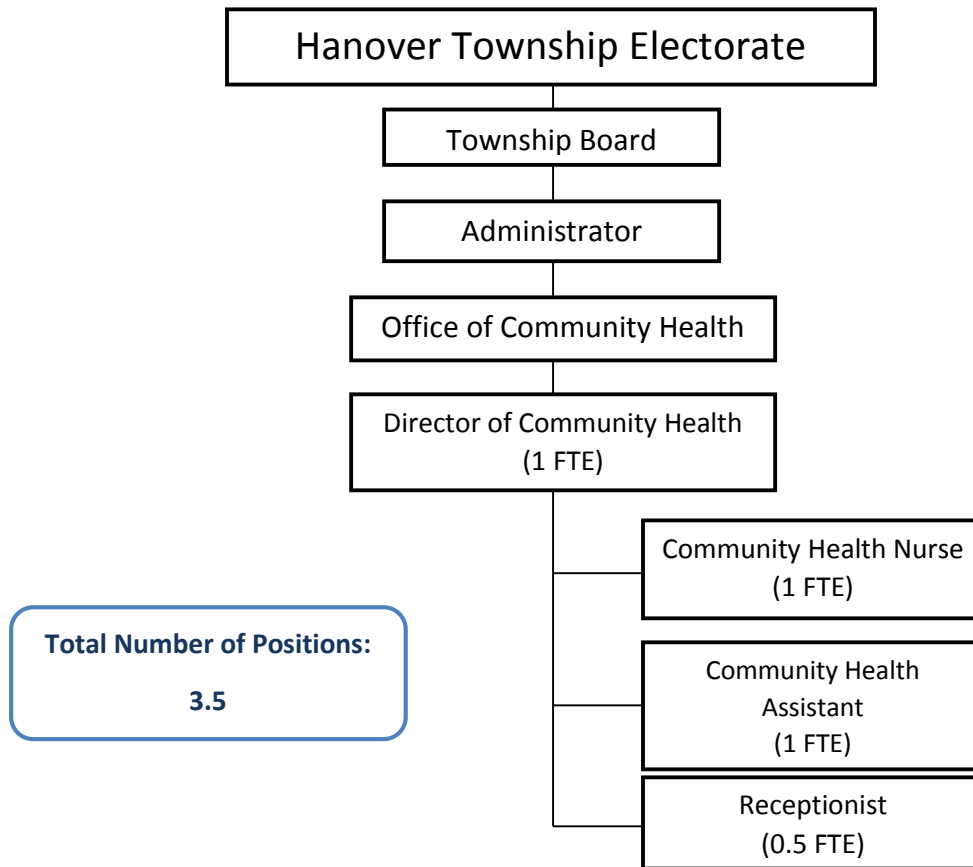 Hanover Township Electorate
Township Board
Administrator
Office of Community Health
Director of Community Health
(1 FTE)
Community Health Nurse
(1 FTE)
Total Number of Positions:
3.5
Community Health
Assistant
(1 FTE)
Receptionist
(0.5 FTE)